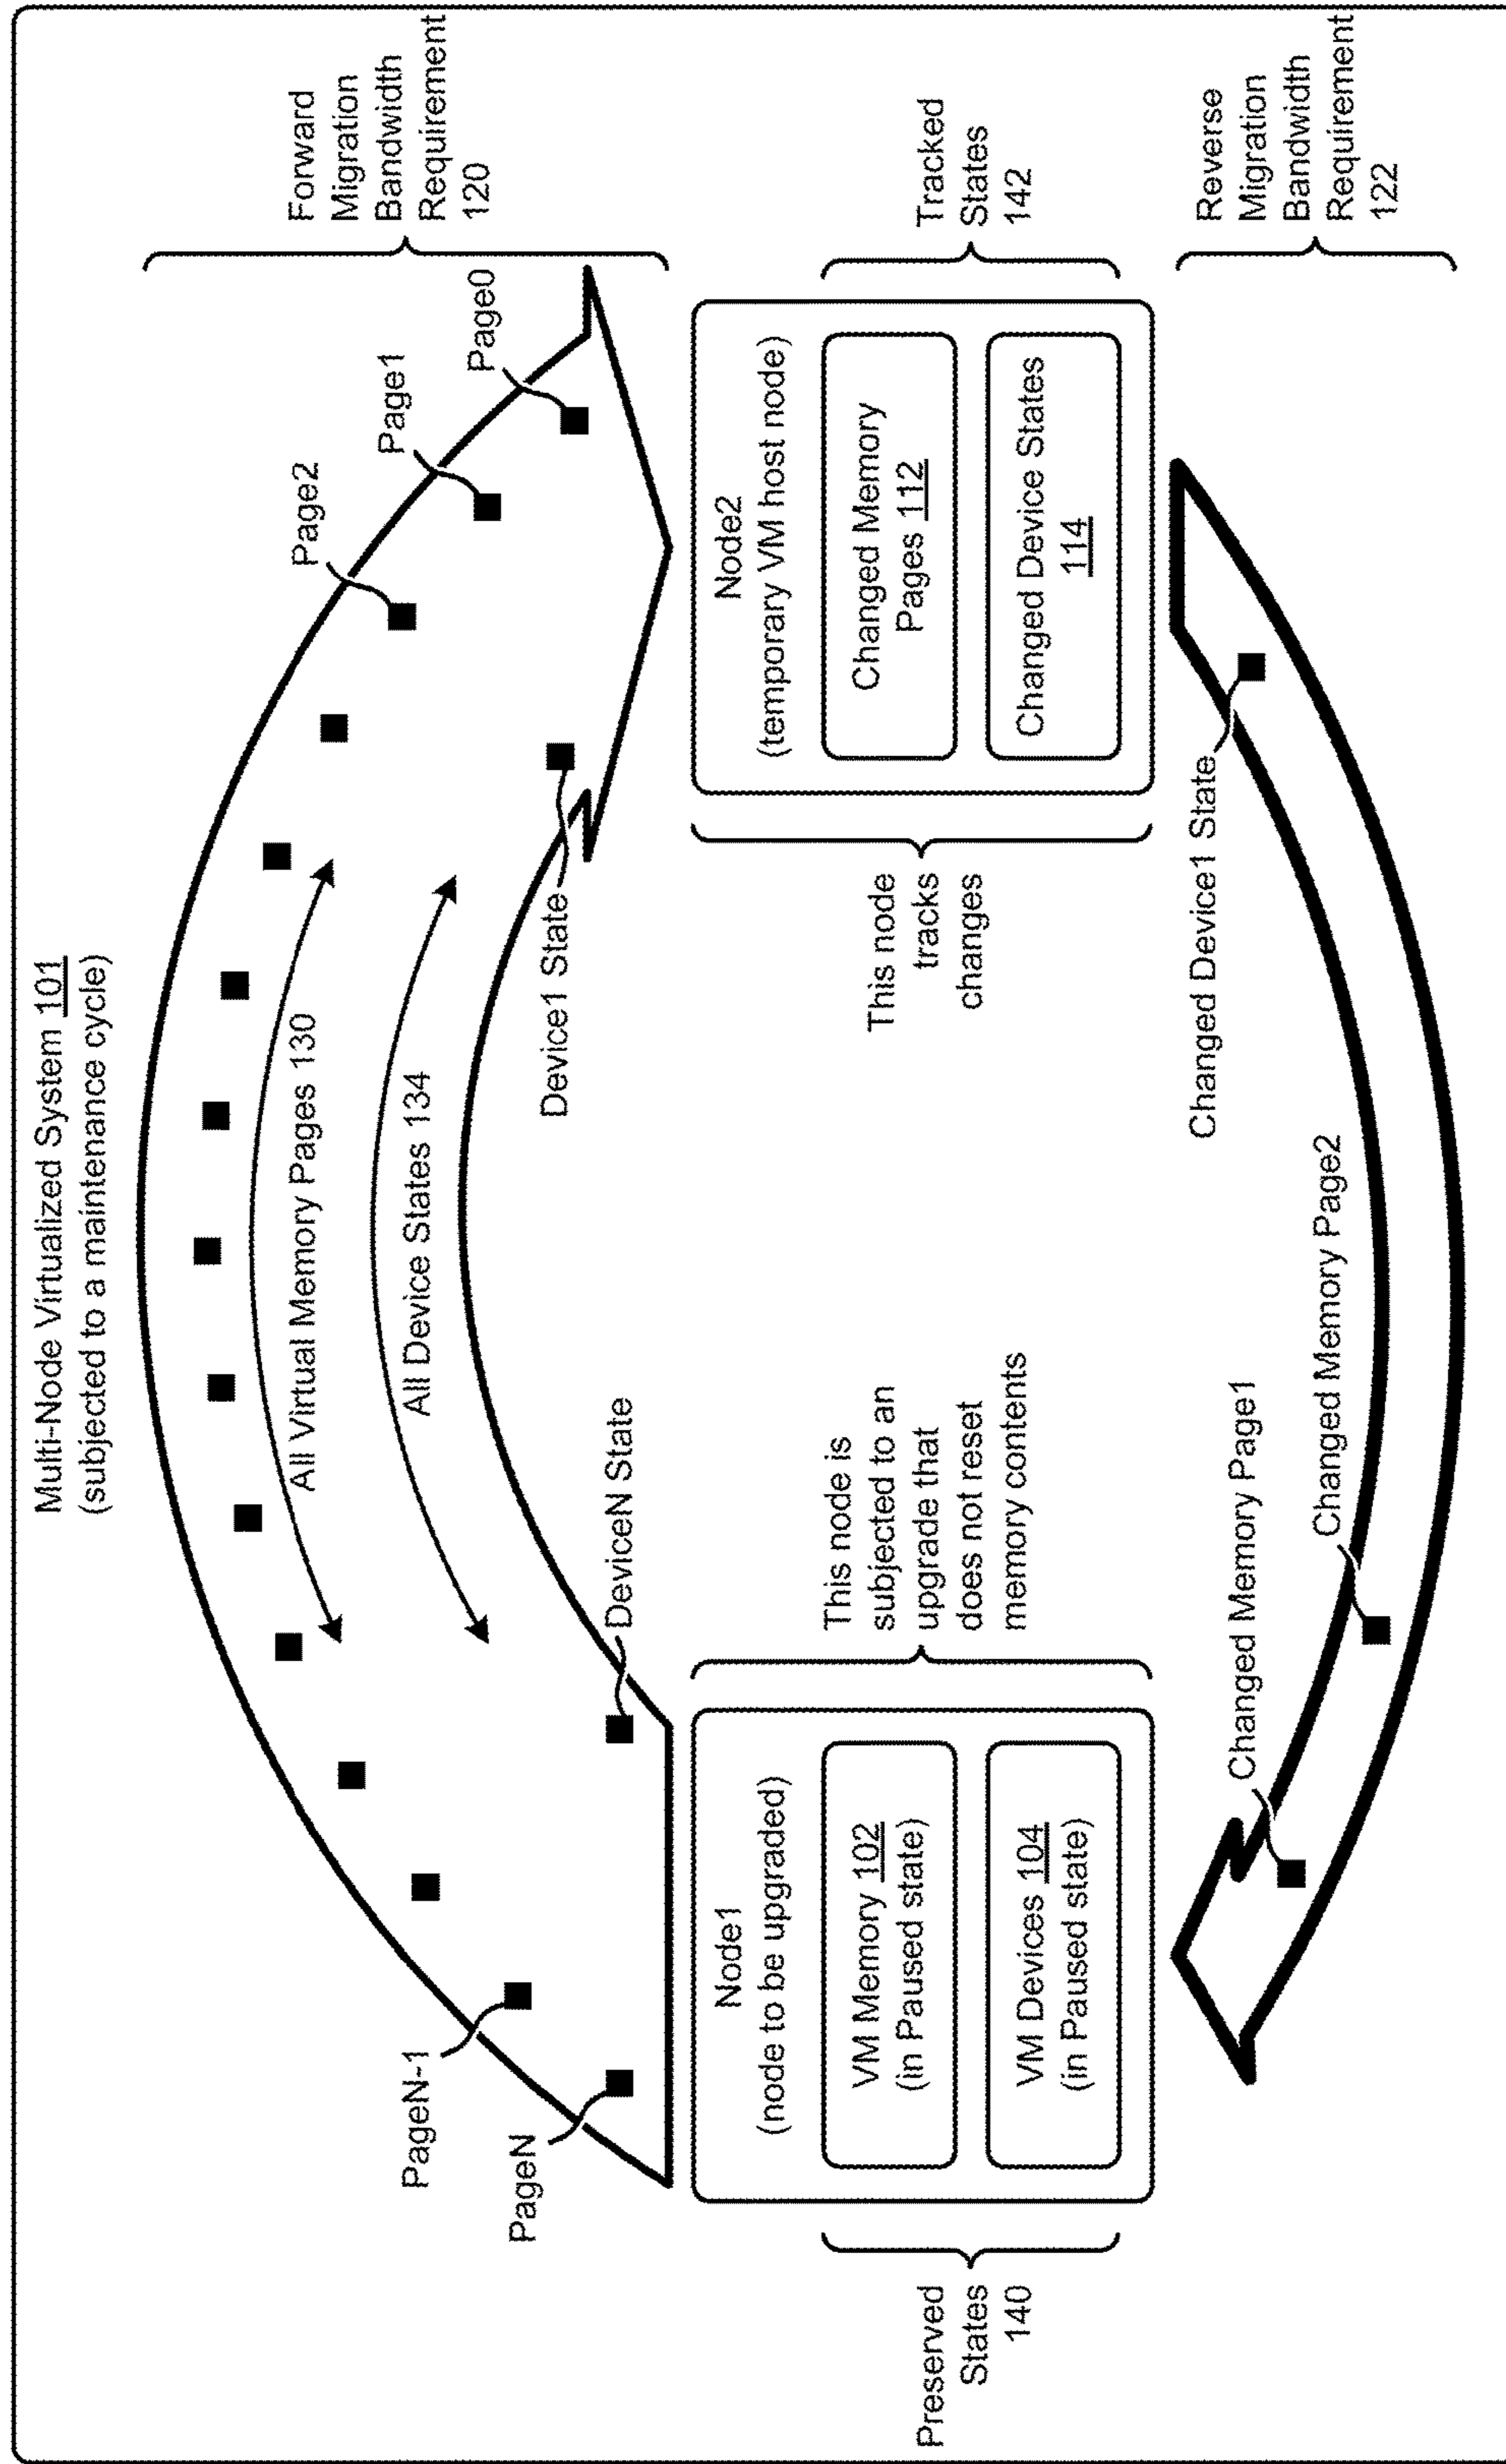 Multi-Node Virtualized System 101
(subjected to a maintenance cycle)
Forward
Migration
Bandwidth
Requirement
120
Page0
Page1
Page2
PageN-1
PageN
All Virtual Memory Pages 130
All Device States 134
Device1 State
DeviceN State
Preserved
States
140
Node1
(node to be upgraded)
VM Memory 102
(in Paused state)
VM Devices 104
(in Paused state)
This node is
subjected to an
upgrade that
does not reset
memory contents
This node
tracks
changes
Node2
(temporary VM host node)
Changed Memory
Pages 112
Changed Device States
114
Tracked
States
142
Changed Memory Page1
Changed Memory Page2
Changed Device1 State
Reverse
Migration
Bandwidth
Requirement
122